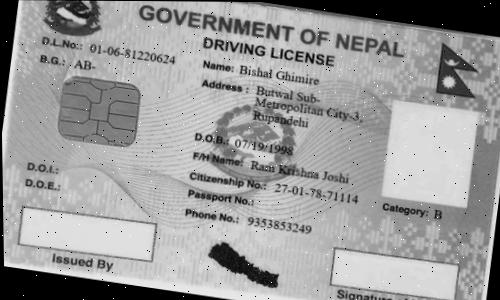 GOVERNMENT OF NEPAL
DRIVING LICENSE
D.L.No.: 01-06-81220624
B.G.: AB-
Name: Bishal Ghimire
Address : Butwal Sub-
Metropolitan City-3,
Rupandehi
D.O.B.: 07/19/1998
F/H Name: Ram Krishna Joshi
Citizenship No.: 27-01-78-71114
Passport No.:
Phone No.: 9353853249
D.O.I.:
D.O.E.:
Category: B
Issued By
Signature of